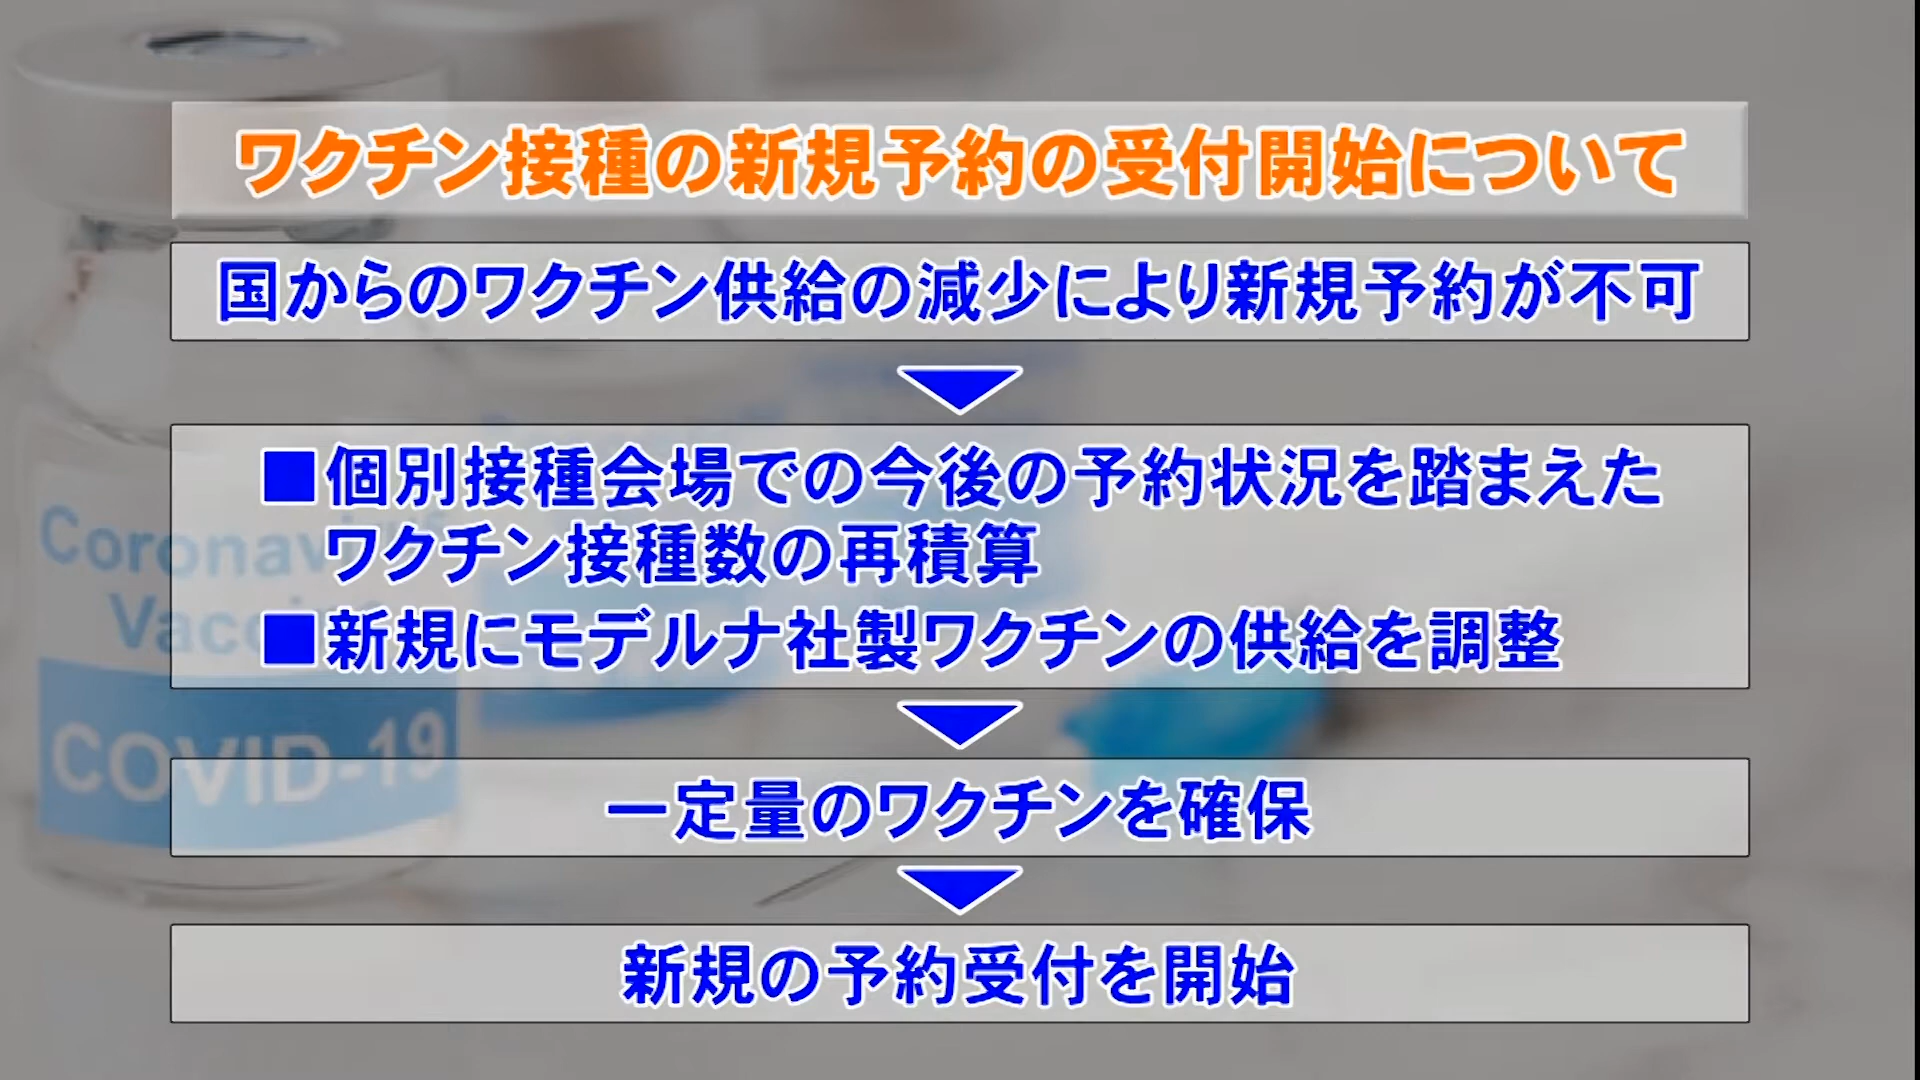 ワクチン接種の新規予約の受付開始について
国からのワクチン供給の減少により新規予約が不可
■個別接種会場での今後の予約状況を踏まえた
ワクチン接種数の再積算
■新規にモデルナ社製ワクチンの供給を調整
一定量のワクチンを確保
新規の予約受付を開始
Coronav
Vacc
COVID-19